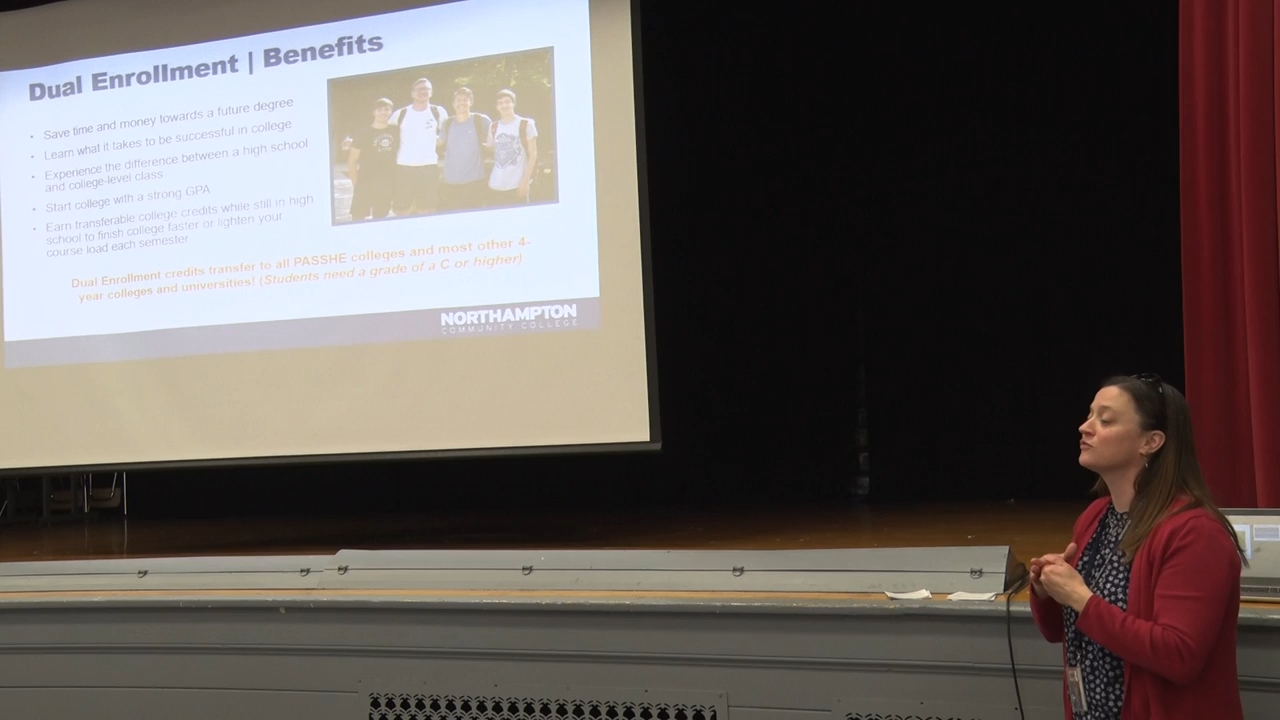 Dual Enrollment | Benefits
• Save time and money towards a future degree
• Learn what it takes to be successful in college
• Experience the difference between a high school
and college-level class
• Start college with a strong GPA
• Earn transferable college credits while still in high
school to finish college faster or lighten your
course load each semester
Dual Enrollment credits transfer to all PASSHE colleges and most other 4-
year colleges and universities! (Students need a grade of a C or higher)
NORTHAMPTON
COMMUNITY COLLEGE